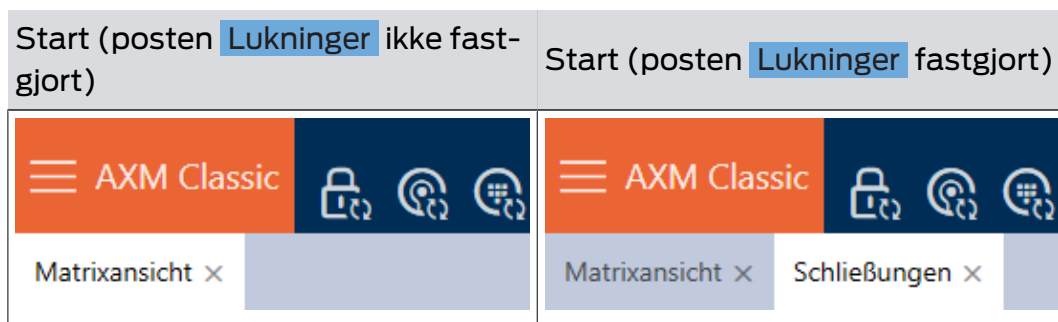 Start (posten Lukninger ikke fast-
gjort)
Start (posten Lukninger fastgjort)
AXM Classic
Matrixansicht ×
AXM Classic
Matrixansicht × Schließungen ×